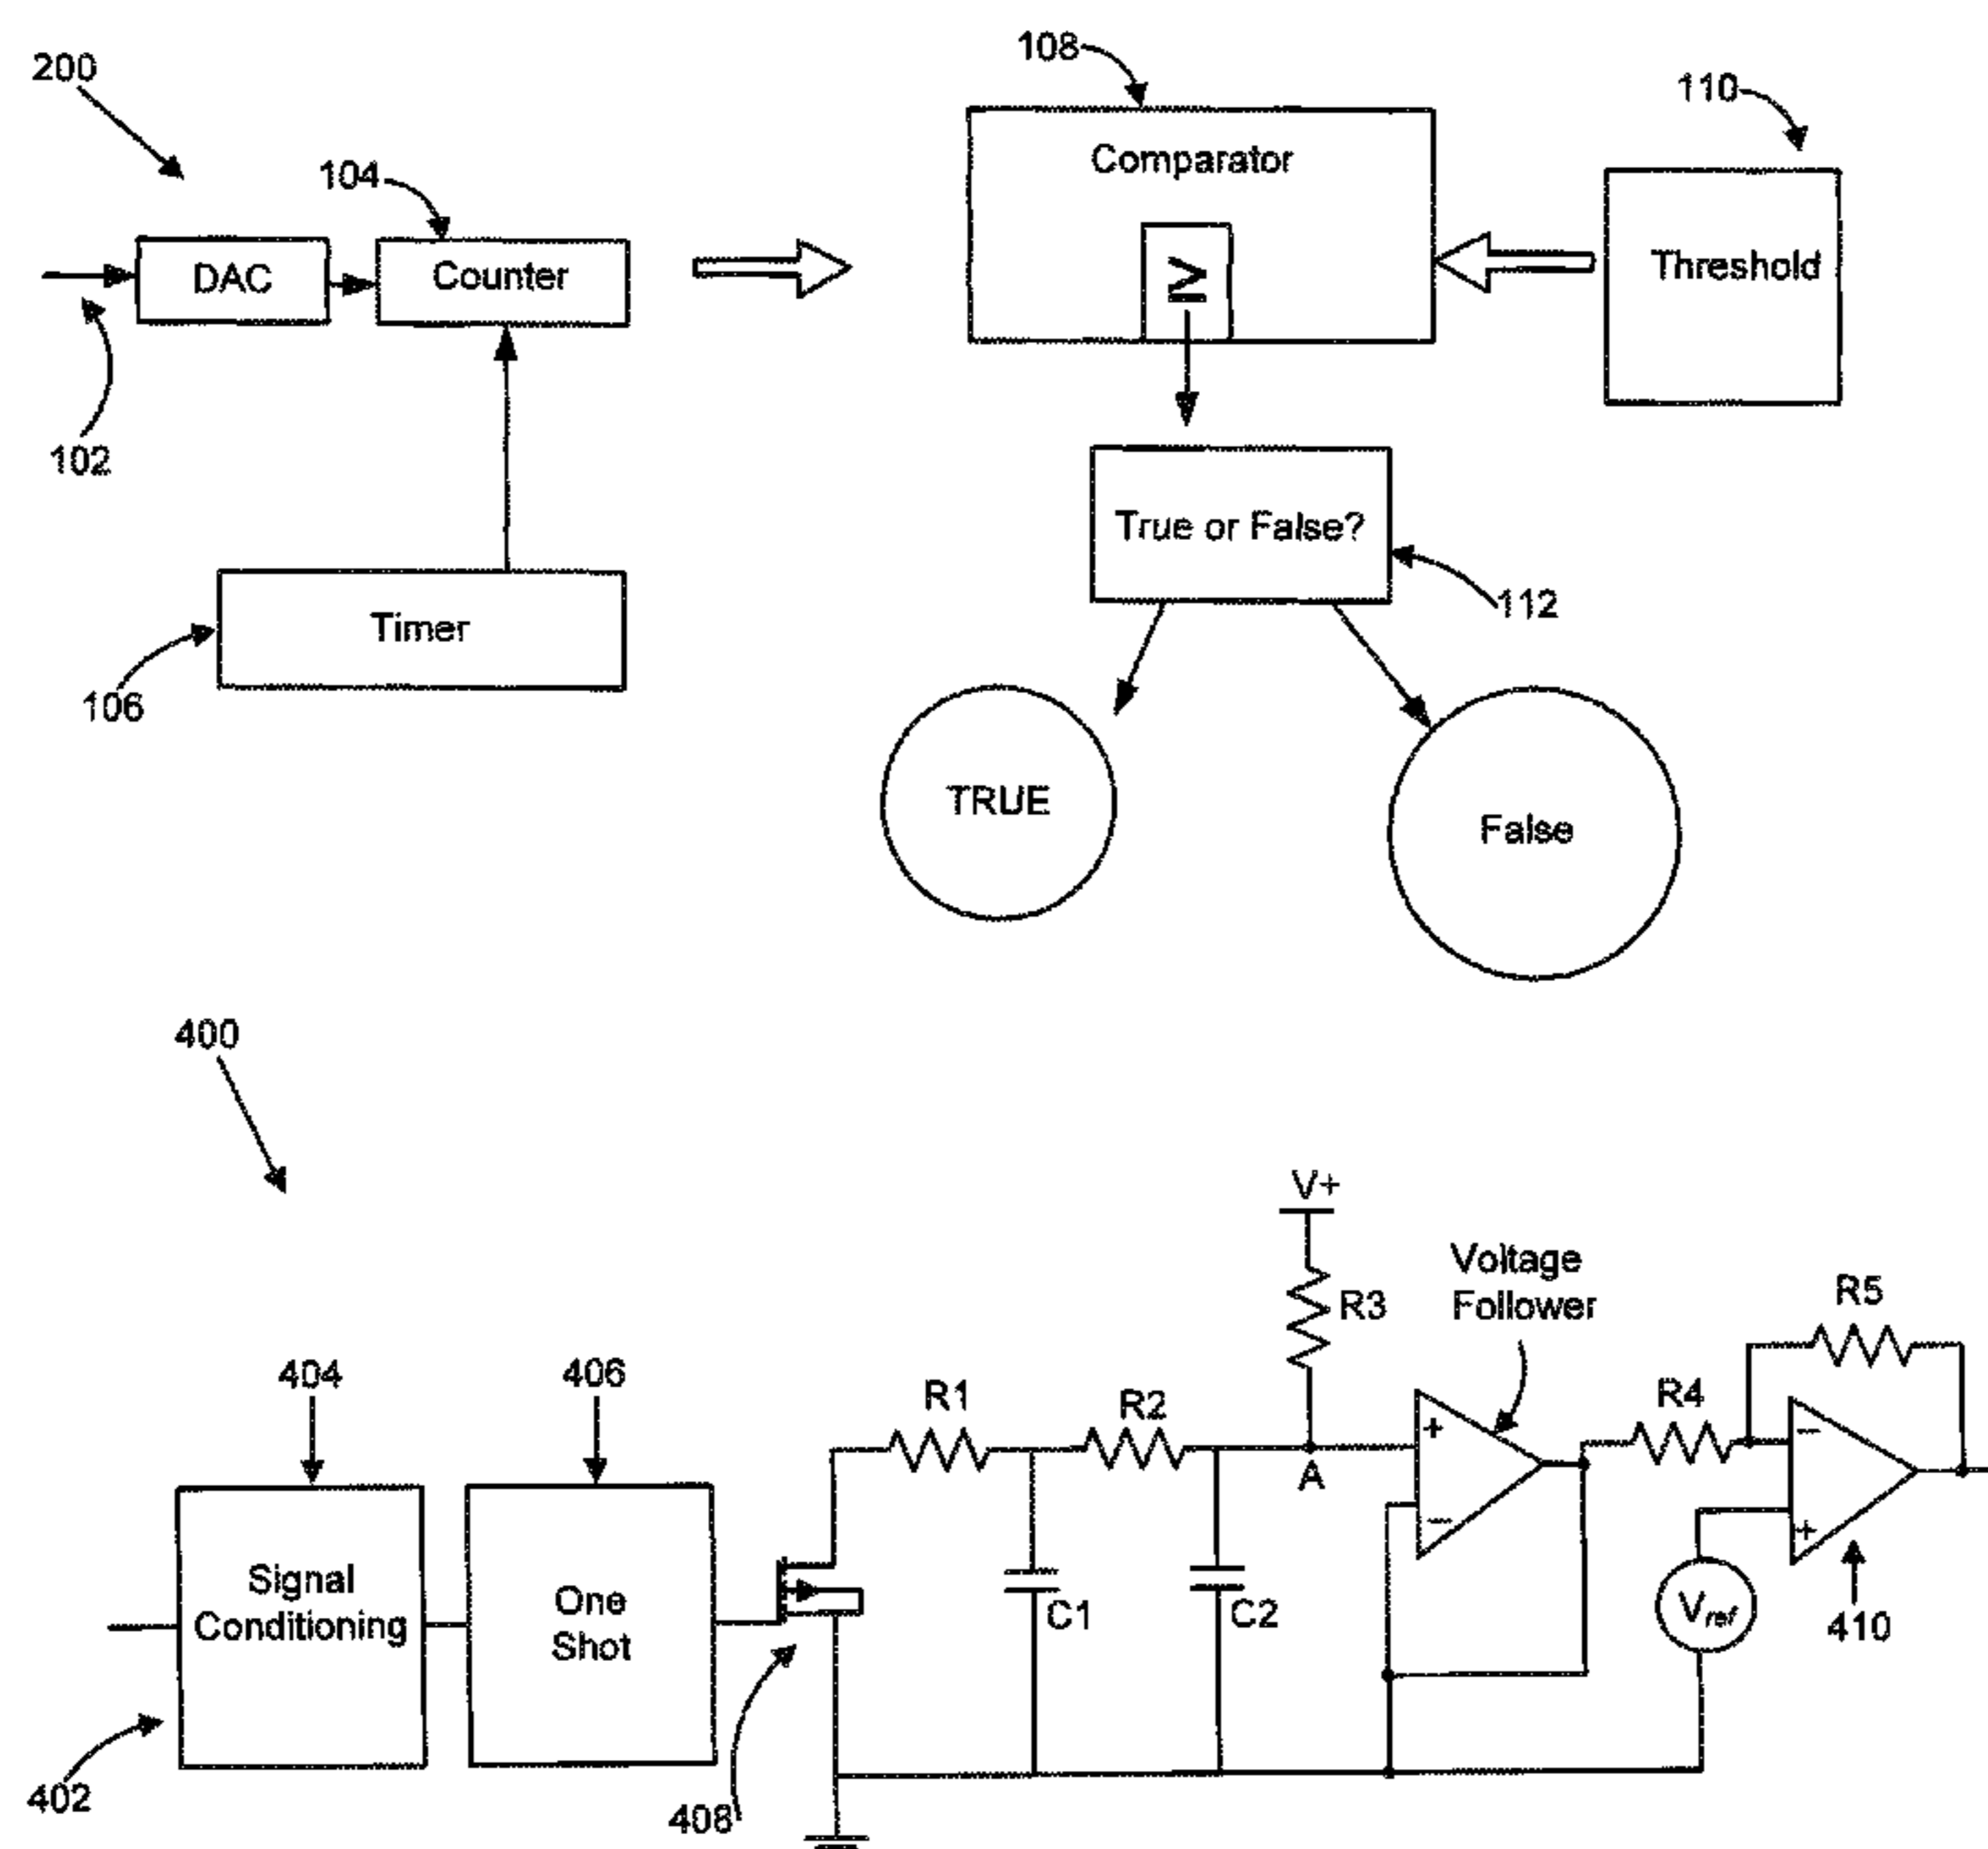 200
108
110
104
Comparator
DAC
Counter
≥
Threshold
102
True or False?
112
Timer
106
TRUE
False
400
V+
Voltage
Follower
R3
R5
404
406
R1
R2
R4
+
−
A
−
+
Signal
Conditioning
One
Shot
C1
C2
Vref
410
402
408